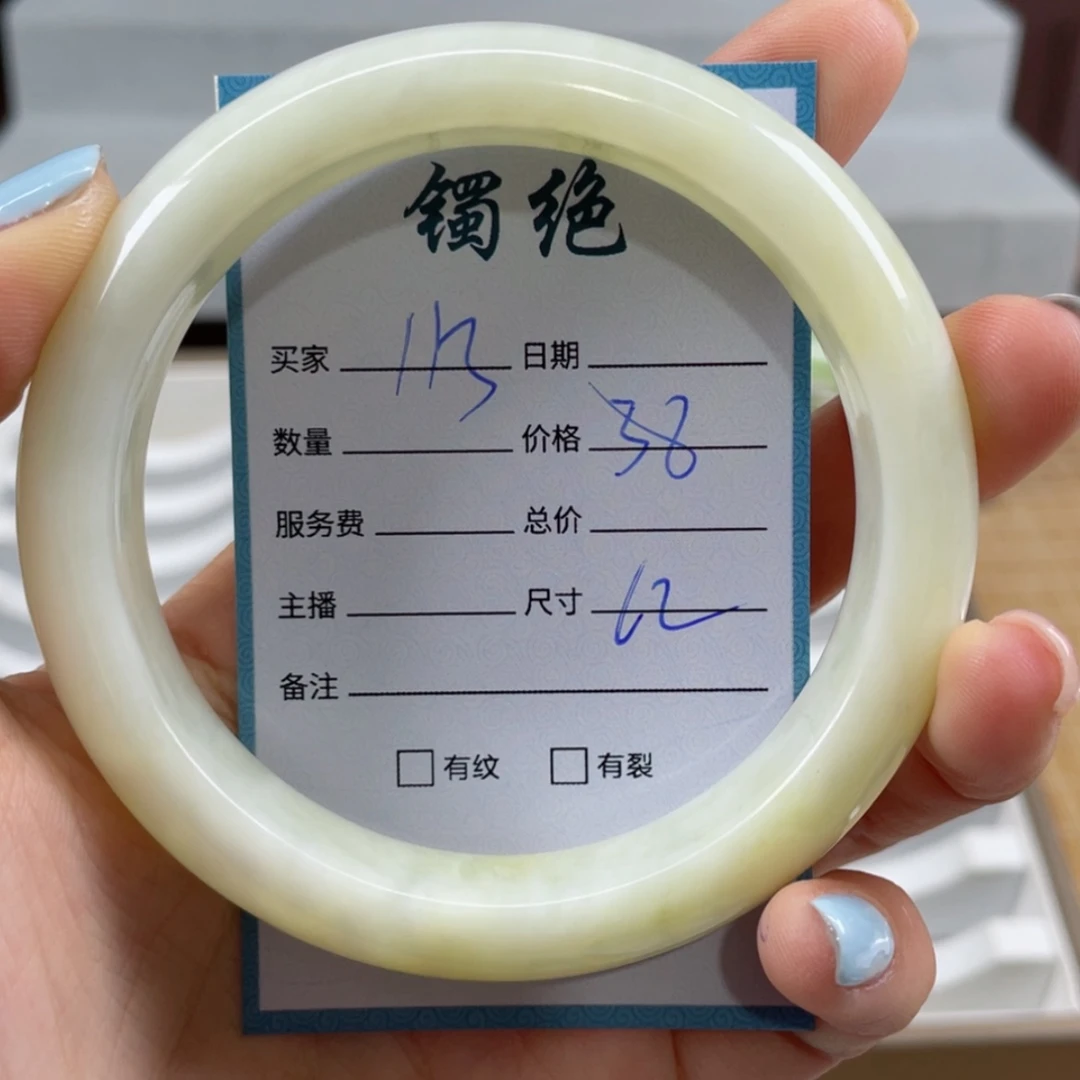 镯绝
买家 日期
数量 价格 38
服务费 总价
主播 尺寸 62
备注
有纹 有裂